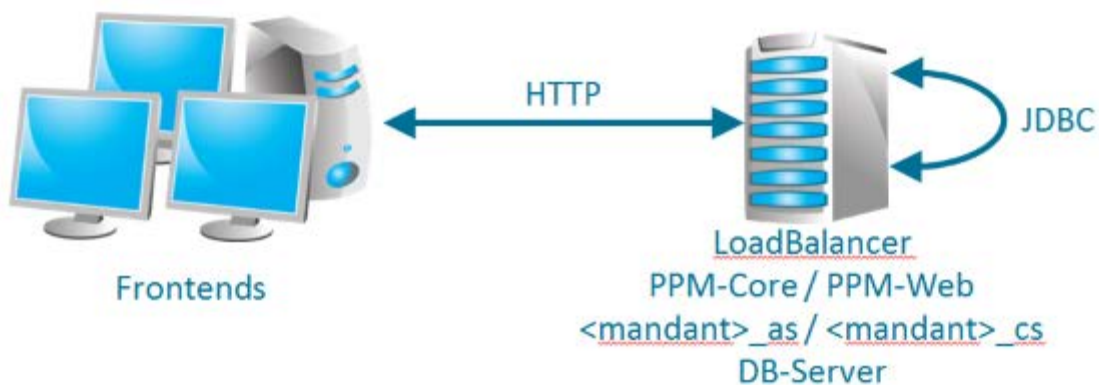 HTTP
JDBC
Frontends
LoadBalancer
PPM-Core / PPM-Web
<mandant>_as / <mandant>_cs
DB-Server